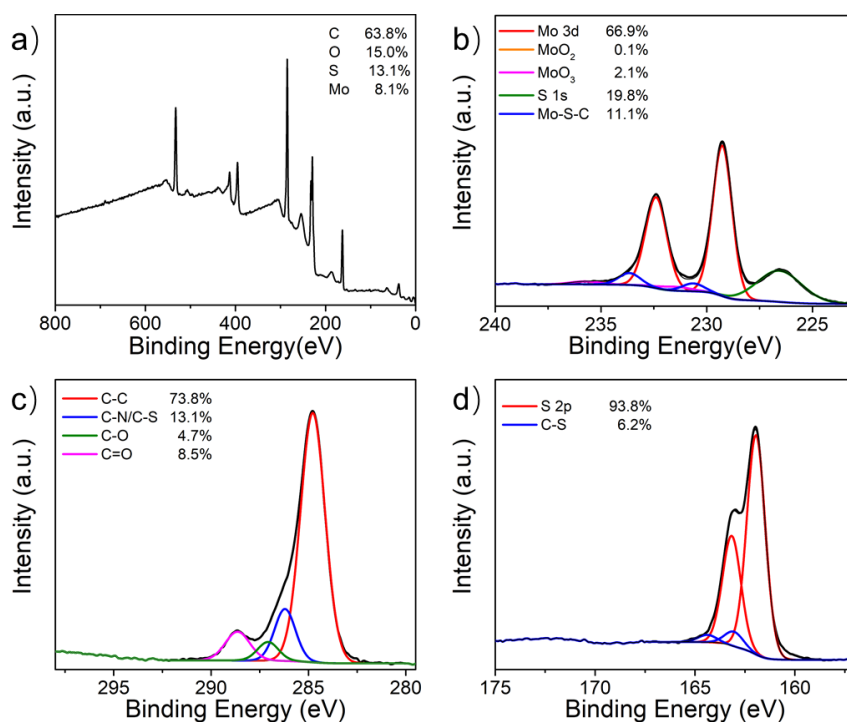 a)
C 63.8%
O 15.0%
S 13.1%
Mo 8.1%
Intensity (a.u.)
800 600 400 200 0
Binding Energy(eV)
b)
Mo 3d 66.9%
MoO2 0.1%
MoO3 2.1%
S 1s 19.8%
Mo-S-C 11.1%
Intensity (a.u.)
240 235 230 225
Binding Energy(eV)
c)
C-C 73.8%
C-N/C-S 13.1%
C-O 4.7%
C=O 8.5%
Intensity (a.u.)
295 290 285 280
Binding Energy (eV)
d)
S 2p 93.8%
C-S 6.2%
Intensity (a.u.)
175 170 165 160
Binding Energy (eV)